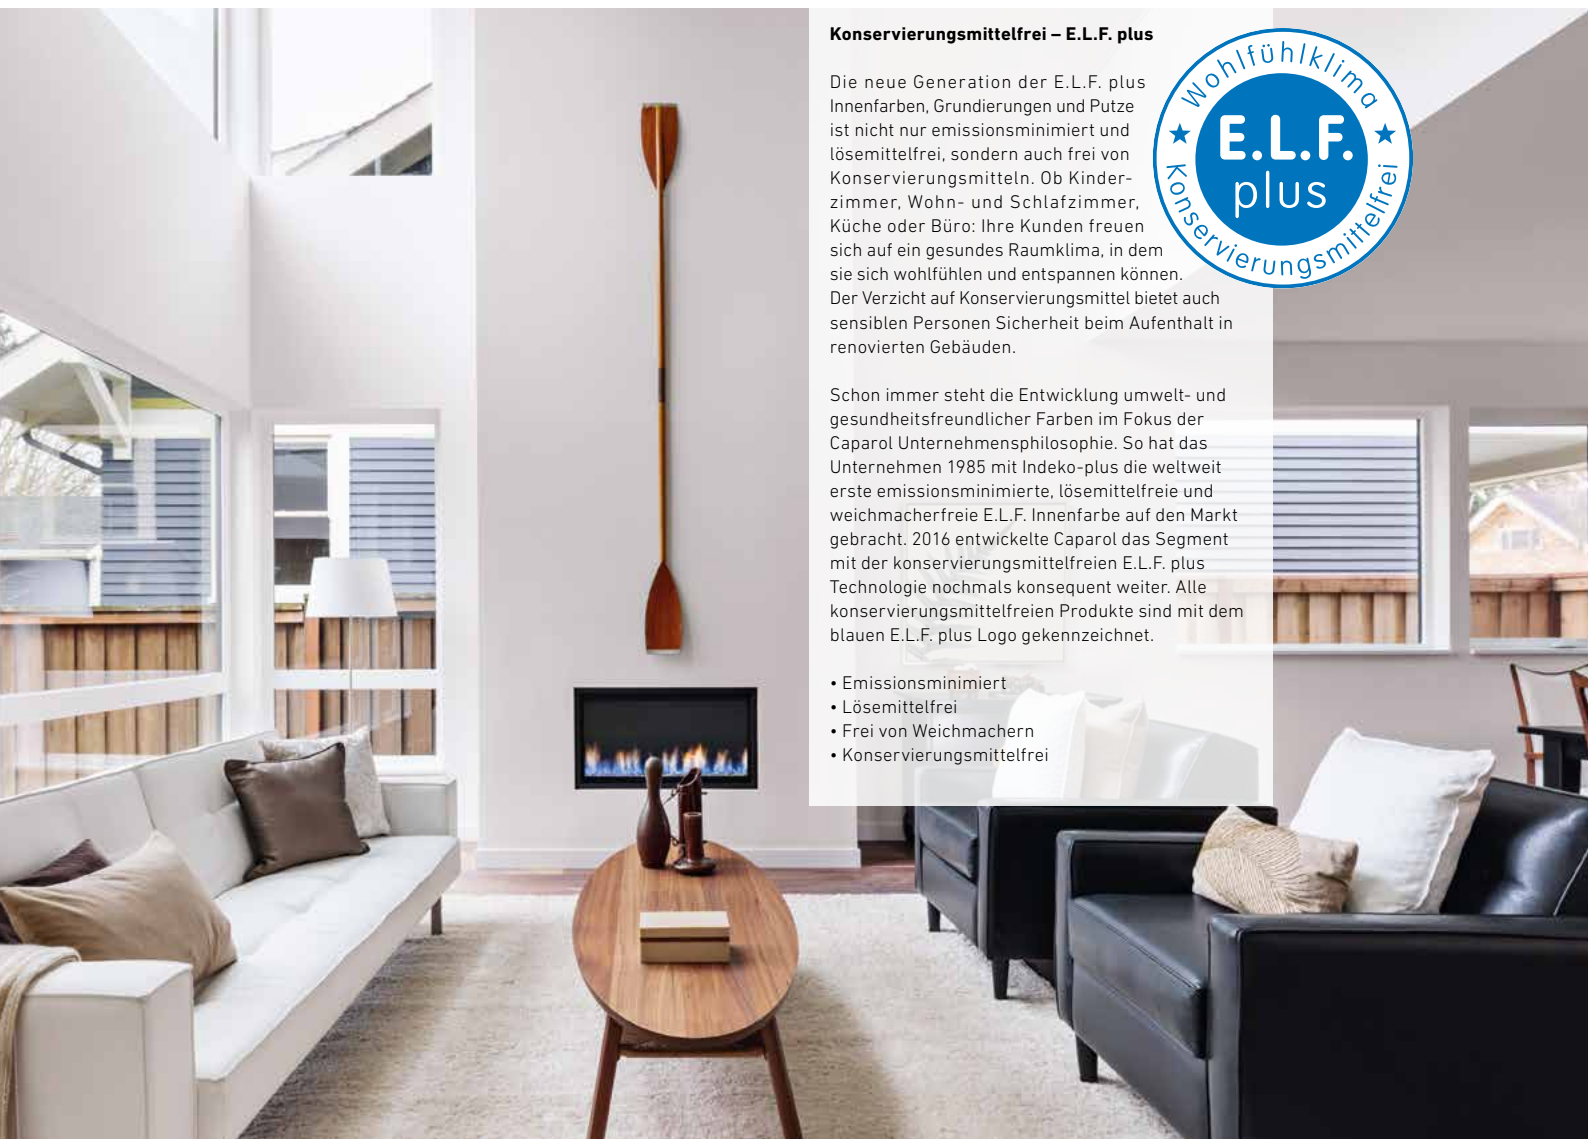 Konservierungsmittelfrei – E.L.F. plus
Die neue Generation der E.L.F. plus
Innenfarben, Grundierungen und Putze
ist nicht nur emissionsminimiert und
lösemittelfrei, sondern auch frei von
Konservierungsmitteln. Ob Kinder-
zimmer, Wohn- und Schlafzimmer,
Küche oder Büro: Ihre Kunden freuen
sich auf ein gesundes Raumklima, in dem
sie sich wohlfühlen und entspannen können.
Der Verzicht auf Konservierungsmittel bietet auch
sensiblen Personen Sicherheit beim Aufenthalt in
renovierten Gebäuden.
Schon immer steht die Entwicklung umwelt- und
gesundheitsfreundlicher Farben im Fokus der
Caparol Unternehmensphilosophie. So hat das
Unternehmen 1985 mit Indeko-plus die weltweit
erste emissionsminimierte, lösemittelfreie und
weichmacherfreie E.L.F. Innenfarbe auf den Markt
gebracht. 2016 entwickelte Caparol das Segment
mit der konservierungsmittelfreien E.L.F. plus
Technologie nochmals konsequent weiter. Alle
konservierungsmittelfreien Produkte sind mit dem
blauen E.L.F. plus Logo gekennzeichnet.
• Emissionsminimiert
• Lösemittelfrei
• Frei von Weichmachern
• Konservierungsmittelfrei
Wohlfühlklima
E.L.F.
plus
Konservierungsmittelfrei